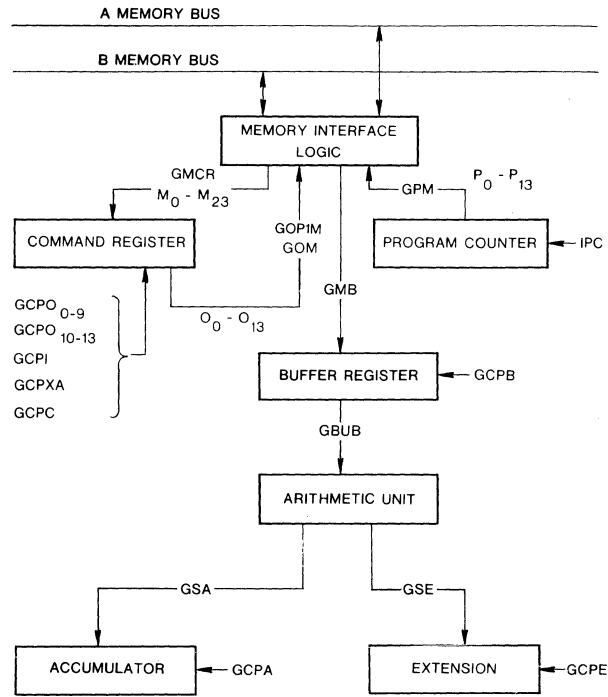 A MEMORY BUS
B MEMORY BUS
MEMORY INTERFACE
LOGIC
GMCR
M0 - M23
P0 - P13
GPM
GOP1M
GOM
COMMAND REGISTER
PROGRAM COUNTER
IPC
GMB
O0 - O13
GCPO0-9
GCPO10-13
GCPI
GCPXA
GCPC
BUFFER REGISTER
GCPB
GBUB
ARITHMETIC UNIT
GSA
GSE
ACCUMULATOR
GCPA
EXTENSION
GCPE